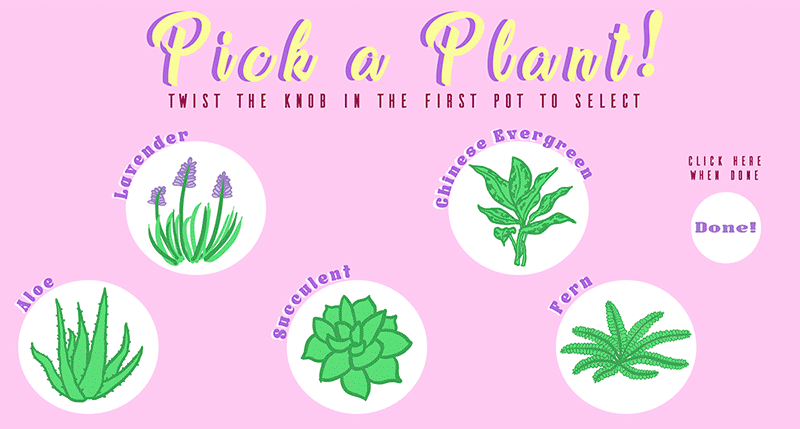 Pick a Plant!
TWIST THE KNOB IN THE FIRST POT TO SELECT
Lavender
Chinese Evergreen
CLICK HERE
WHEN DONE
Done!
Aloe
Succulent
Fern